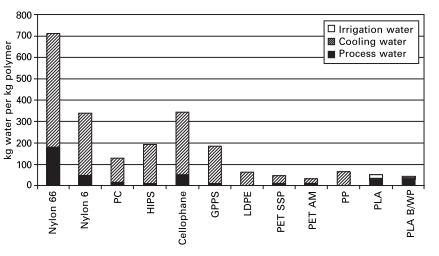 800
700
600
500
400
300
200
100
0
kg water per kg polymer
Irrigation water
Cooling water
Process water
Nylon 66
Nylon 6
PC
HIPS
Cellophane
GPPS
LDPE
PET SSP
PET AM
PP
PLA
PLA B/WP